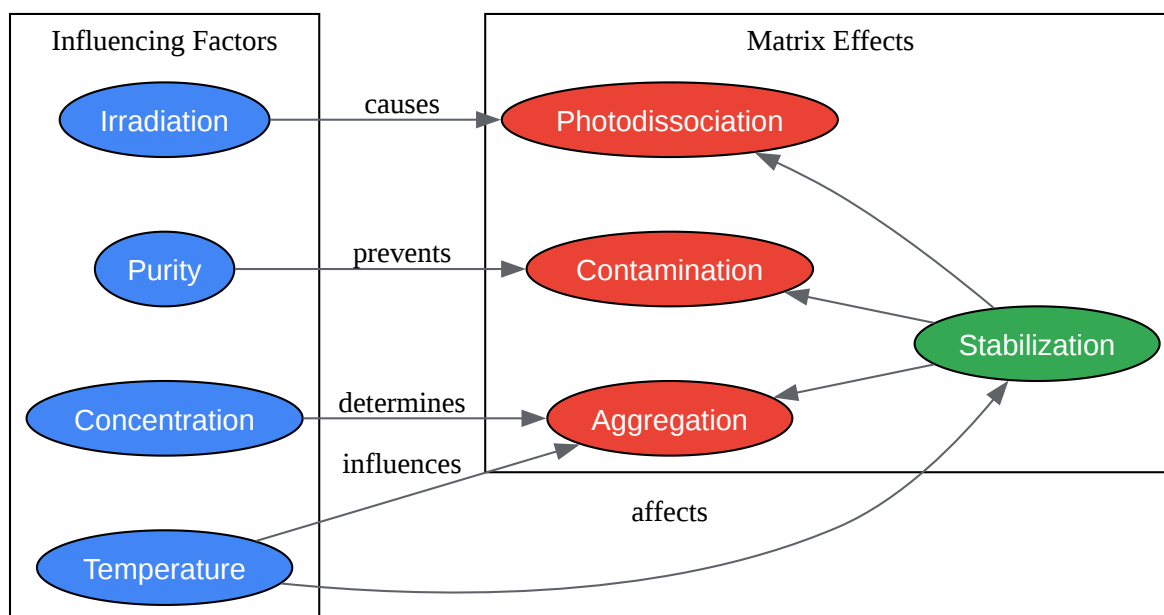 Influencing Factors
Matrix Effects
Irradiation
causes
Photodissociation
Purity
prevents
Contamination
Stabilization
Concentration
determines
Aggregation
influences
affects
Temperature